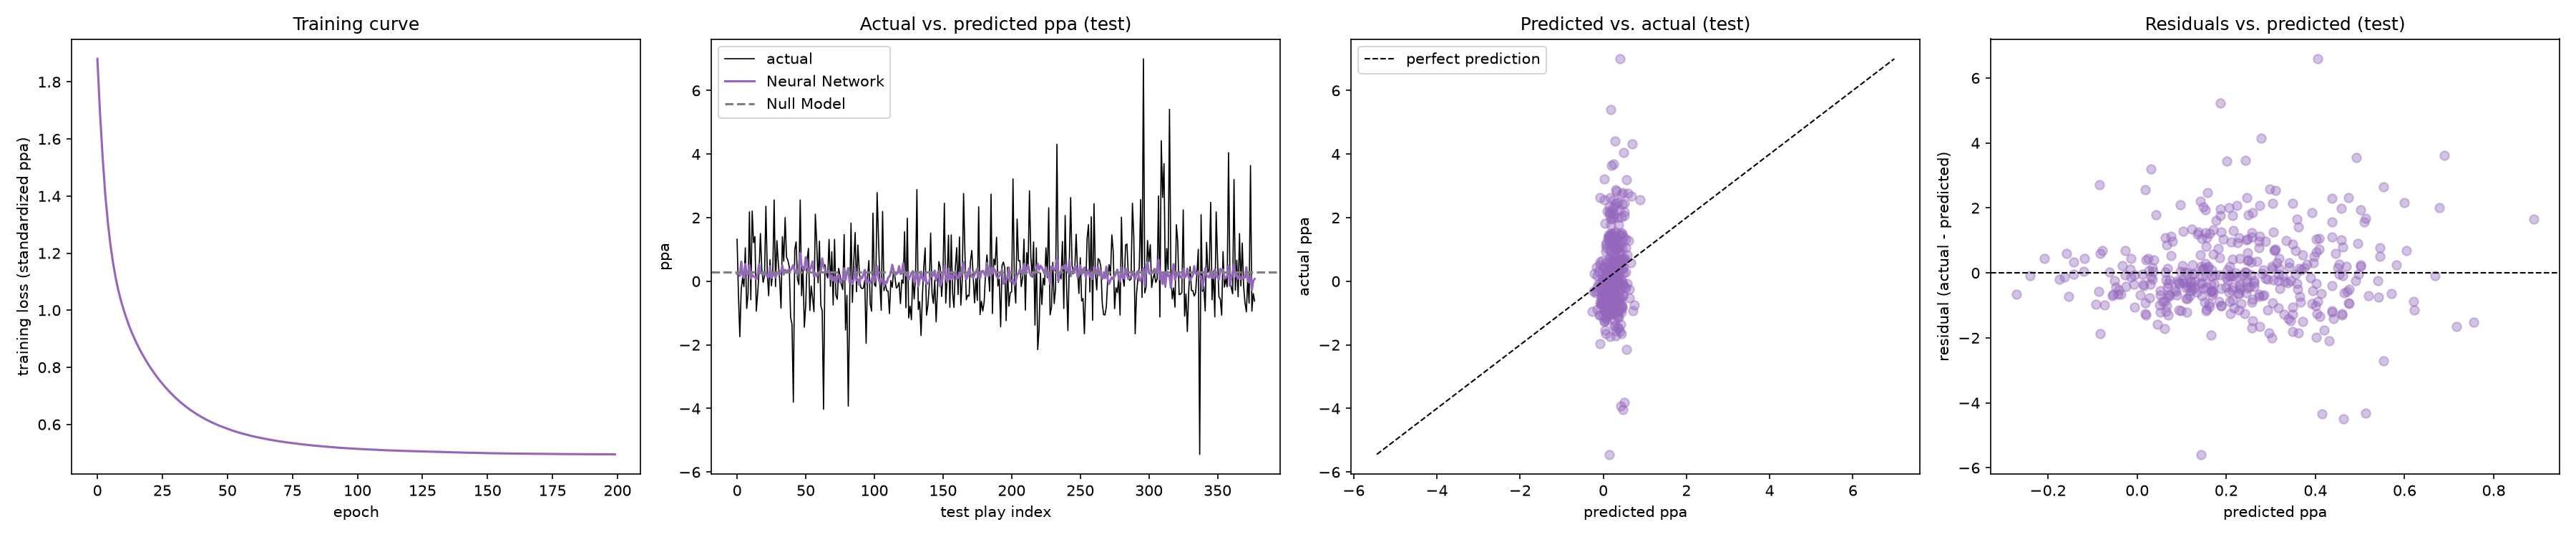 Training curve
training loss (standardized ppa)
1.8
1.6
1.4
1.2
1.0
0.8
0.6
0 25 50 75 100 125 150 175 200
epoch
Actual vs. predicted ppa (test)
actual
Neural Network
Null Model
ppa
6
4
2
0
−2
−4
−6
0 50 100 150 200 250 300 350
test play index
Predicted vs. actual (test)
perfect prediction
actual ppa
6
4
2
0
−2
−4
−6
−6 −4 −2 0 2 4 6
predicted ppa
Residuals vs. predicted (test)
residual (actual - predicted)
6
4
2
0
−2
−4
−6
−0.2 0.0 0.2 0.4 0.6 0.8
predicted ppa